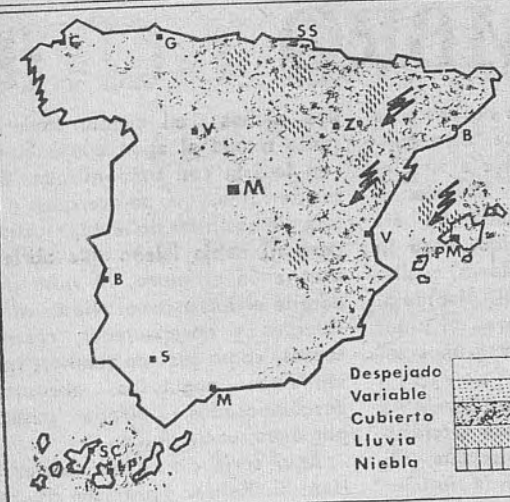 C
G
SS
V
Z
B
M
V
PM
B
S
M
SC
LP
Despejado
Variable
Cubierto
Lluvia
Niebla